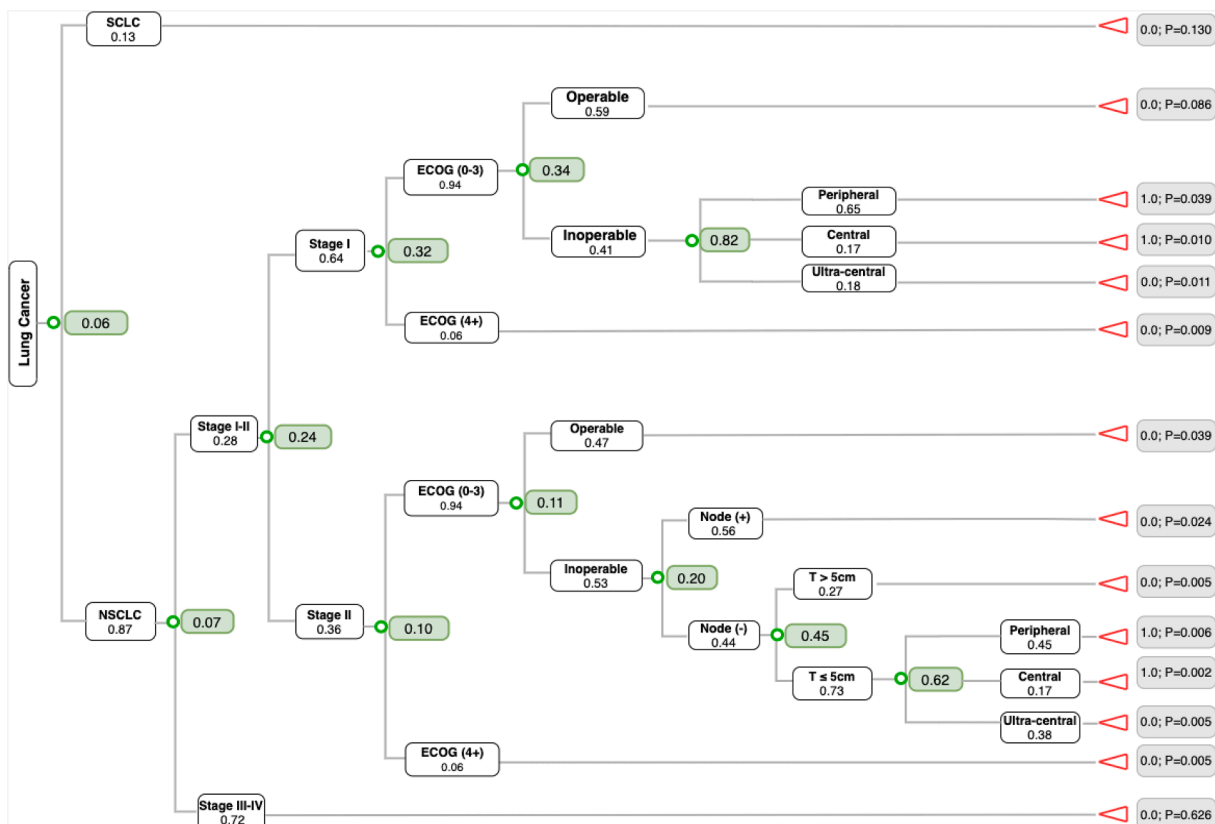 SCLC
0.13
0.0; P=0.130
Operable
0.59
0.0; P=0.086
ECOG (0-3)
0.94
0.34
Peripheral
0.65
1.0; P=0.039
Stage I
0.64
0.32
Inoperable
0.41
0.82
Central
0.17
1.0; P=0.010
Ultra-central
0.18
0.0; P=0.011
ECOG (4+)
0.06
0.0; P=0.009
Lung Cancer
0.06
Stage I-II
0.28
0.24
Operable
0.47
0.0; P=0.039
ECOG (0-3)
0.94
0.11
Node (+)
0.56
0.0; P=0.024
Inoperable
0.53
0.20
T > 5cm
0.27
0.0; P=0.005
NSCLC
0.87
0.07
Stage II
0.36
0.10
Node (-)
0.44
0.45
Peripheral
0.45
1.0; P=0.006
T ≤ 5cm
0.73
0.62
Central
0.17
1.0; P=0.002
Ultra-central
0.38
0.0; P=0.005
ECOG (4+)
0.06
0.0; P=0.005
Stage III-IV
0.72
0.0; P=0.626